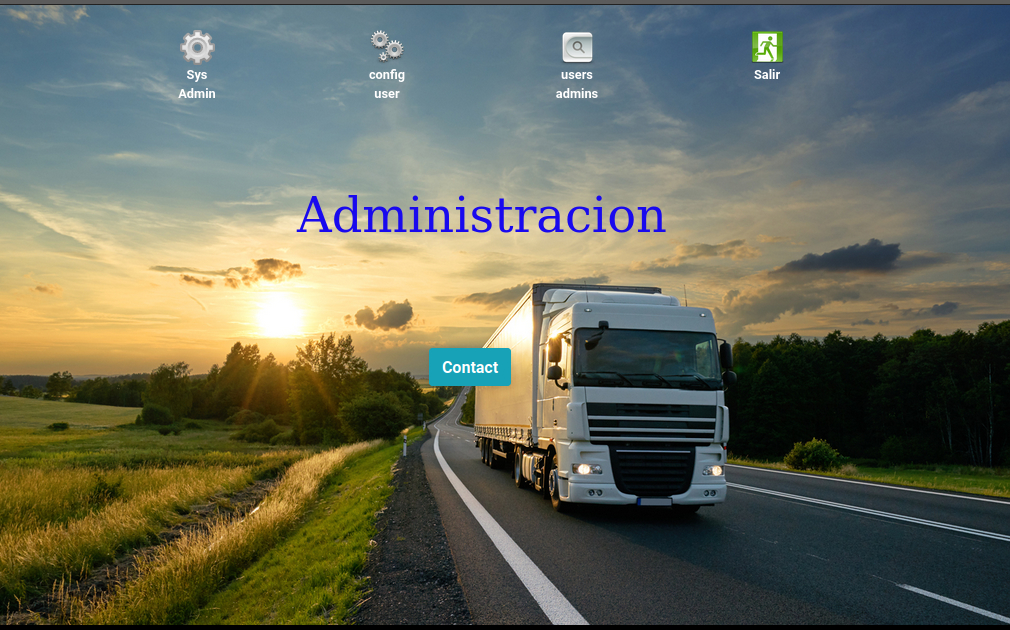 Sys
Admin
config
user
users
admins
Salir
Administracion
Contact